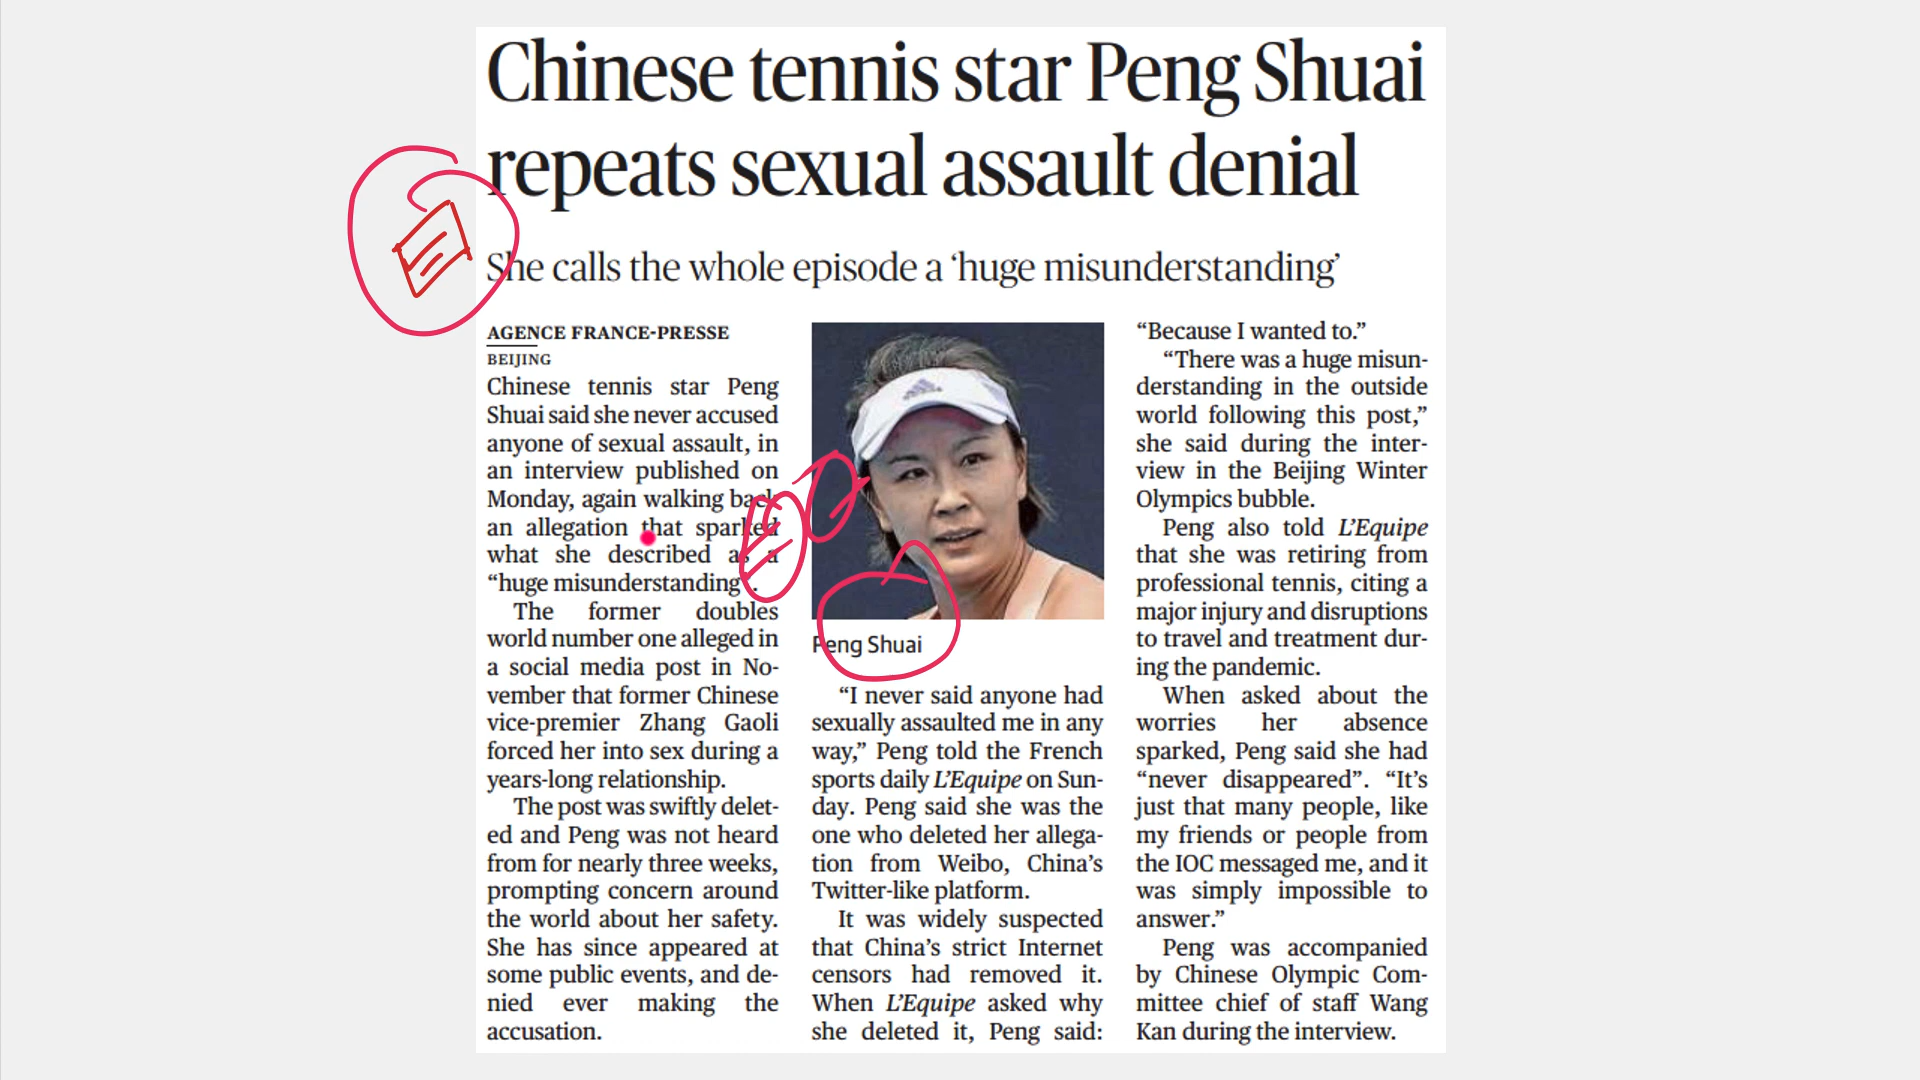 Chinese tennis star Peng Shuai
repeats sexual assault denial
She calls the whole episode a ‘huge misunderstanding’
AGENCE FRANCE-PRESSE
BEIJING
Chinese tennis star Peng
Shuai said she never accused
anyone of sexual assault, in
an interview published on
Monday, again walking back
an allegation that sparked
what she described as a
“huge misunderstanding”.
The former doubles
world number one alleged in
a social media post in No-
vember that former Chinese
vice-premier Zhang Gaoli
forced her into sex during a
years-long relationship.
The post was swiftly delet-
ed and Peng was not heard
from for nearly three weeks,
prompting concern around
the world about her safety.
She has since appeared at
some public events, and de-
nied ever making the
accusation.
Peng Shuai
“I never said anyone had
sexually assaulted me in any
way,” Peng told the French
sports daily L’Equipe on Sun-
day. Peng said she was the
one who deleted her allega-
tion from Weibo, China’s
Twitter-like platform.
It was widely suspected
that China’s strict Internet
censors had removed it.
When L’Equipe asked why
she deleted it, Peng said:
“Because I wanted to.”
“There was a huge misun-
derstanding in the outside
world following this post,”
she said during the inter-
view in the Beijing Winter
Olympics bubble.
Peng also told L’Equipe
that she was retiring from
professional tennis, citing a
major injury and disruptions
to travel and treatment dur-
ing the pandemic.
When asked about the
worries her absence
sparked, Peng said she had
“never disappeared”. “It’s
just that many people, like
my friends or people from
the IOC messaged me, and it
was simply impossible to
answer.”
Peng was accompanied
by Chinese Olympic Com-
mittee chief of staff Wang
Kan during the interview.